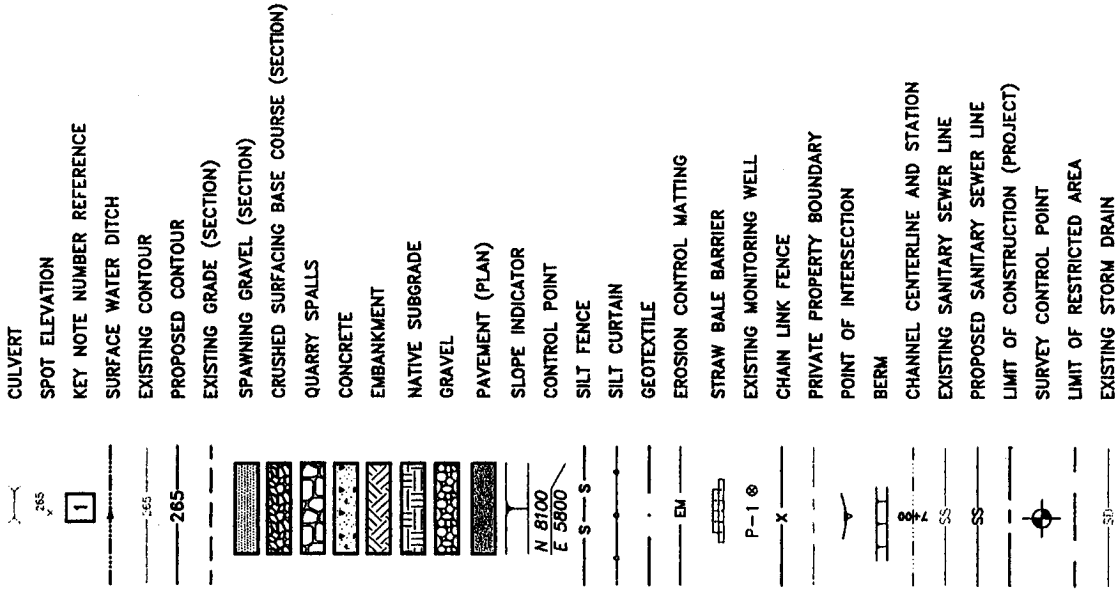 CULVERT
265 SPOT ELEVATION
1 KEY NOTE NUMBER REFERENCE
SURFACE WATER DITCH
265 EXISTING CONTOUR
265 PROPOSED CONTOUR
EXISTING GRADE (SECTION)
SPAWNING GRAVEL (SECTION)
CRUSHED SURFACING BASE COURSE (SECTION)
QUARRY SPALLS
CONCRETE
EMBANKMENT
NATIVE SUBGRADE
GRAVEL
PAVEMENT (PLAN)
SLOPE INDICATOR
N 8100
E 5800 CONTROL POINT
S S SILT FENCE
SILT CURTAIN
GEOTEXTILE
EM EROSION CONTROL MATTING
STRAW BALE BARRIER
P-1 EXISTING MONITORING WELL
X CHAIN LINK FENCE
PRIVATE PROPERTY BOUNDARY
POINT OF INTERSECTION
BERM
7+00 CHANNEL CENTERLINE AND STATION
SS EXISTING SANITARY SEWER LINE
SS PROPOSED SANITARY SEWER LINE
LIMIT OF CONSTRUCTION (PROJECT)
SURVEY CONTROL POINT
LIMIT OF RESTRICTED AREA
SD EXISTING STORM DRAIN